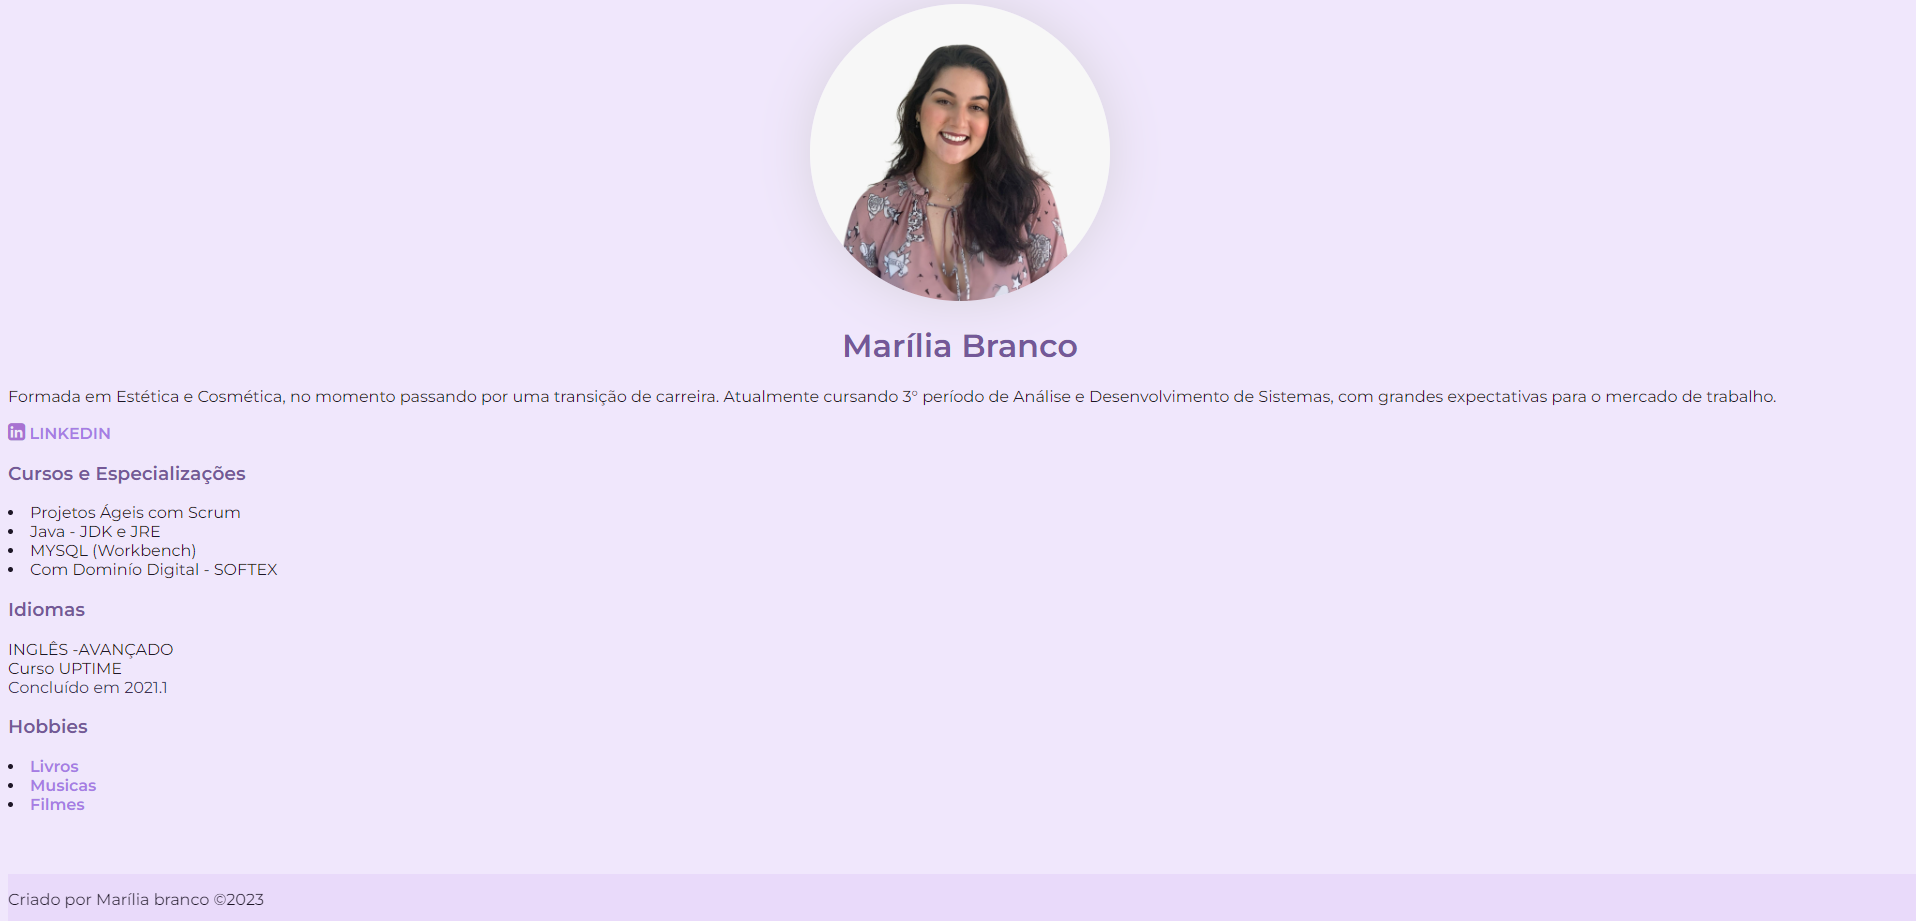 Marília Branco
Formada em Estética e Cosmética, no momento passando por uma transição de carreira. Atualmente cursando 3° período de Análise e Desenvolvimento de Sistemas, com grandes expectativas para o mercado de trabalho.
in LINKEDIN
Cursos e Especializações
• Projetos Ágeis com Scrum
• Java - JDK e JRE
• MYSQL (Workbench)
• Com Dominío Digital - SOFTEX
Idiomas
INGLÊS -AVANÇADO
Curso UPTIME
Concluído em 2021.1
Hobbies
• Livros
• Musicas
• Filmes
Criado por Marília branco ©2023